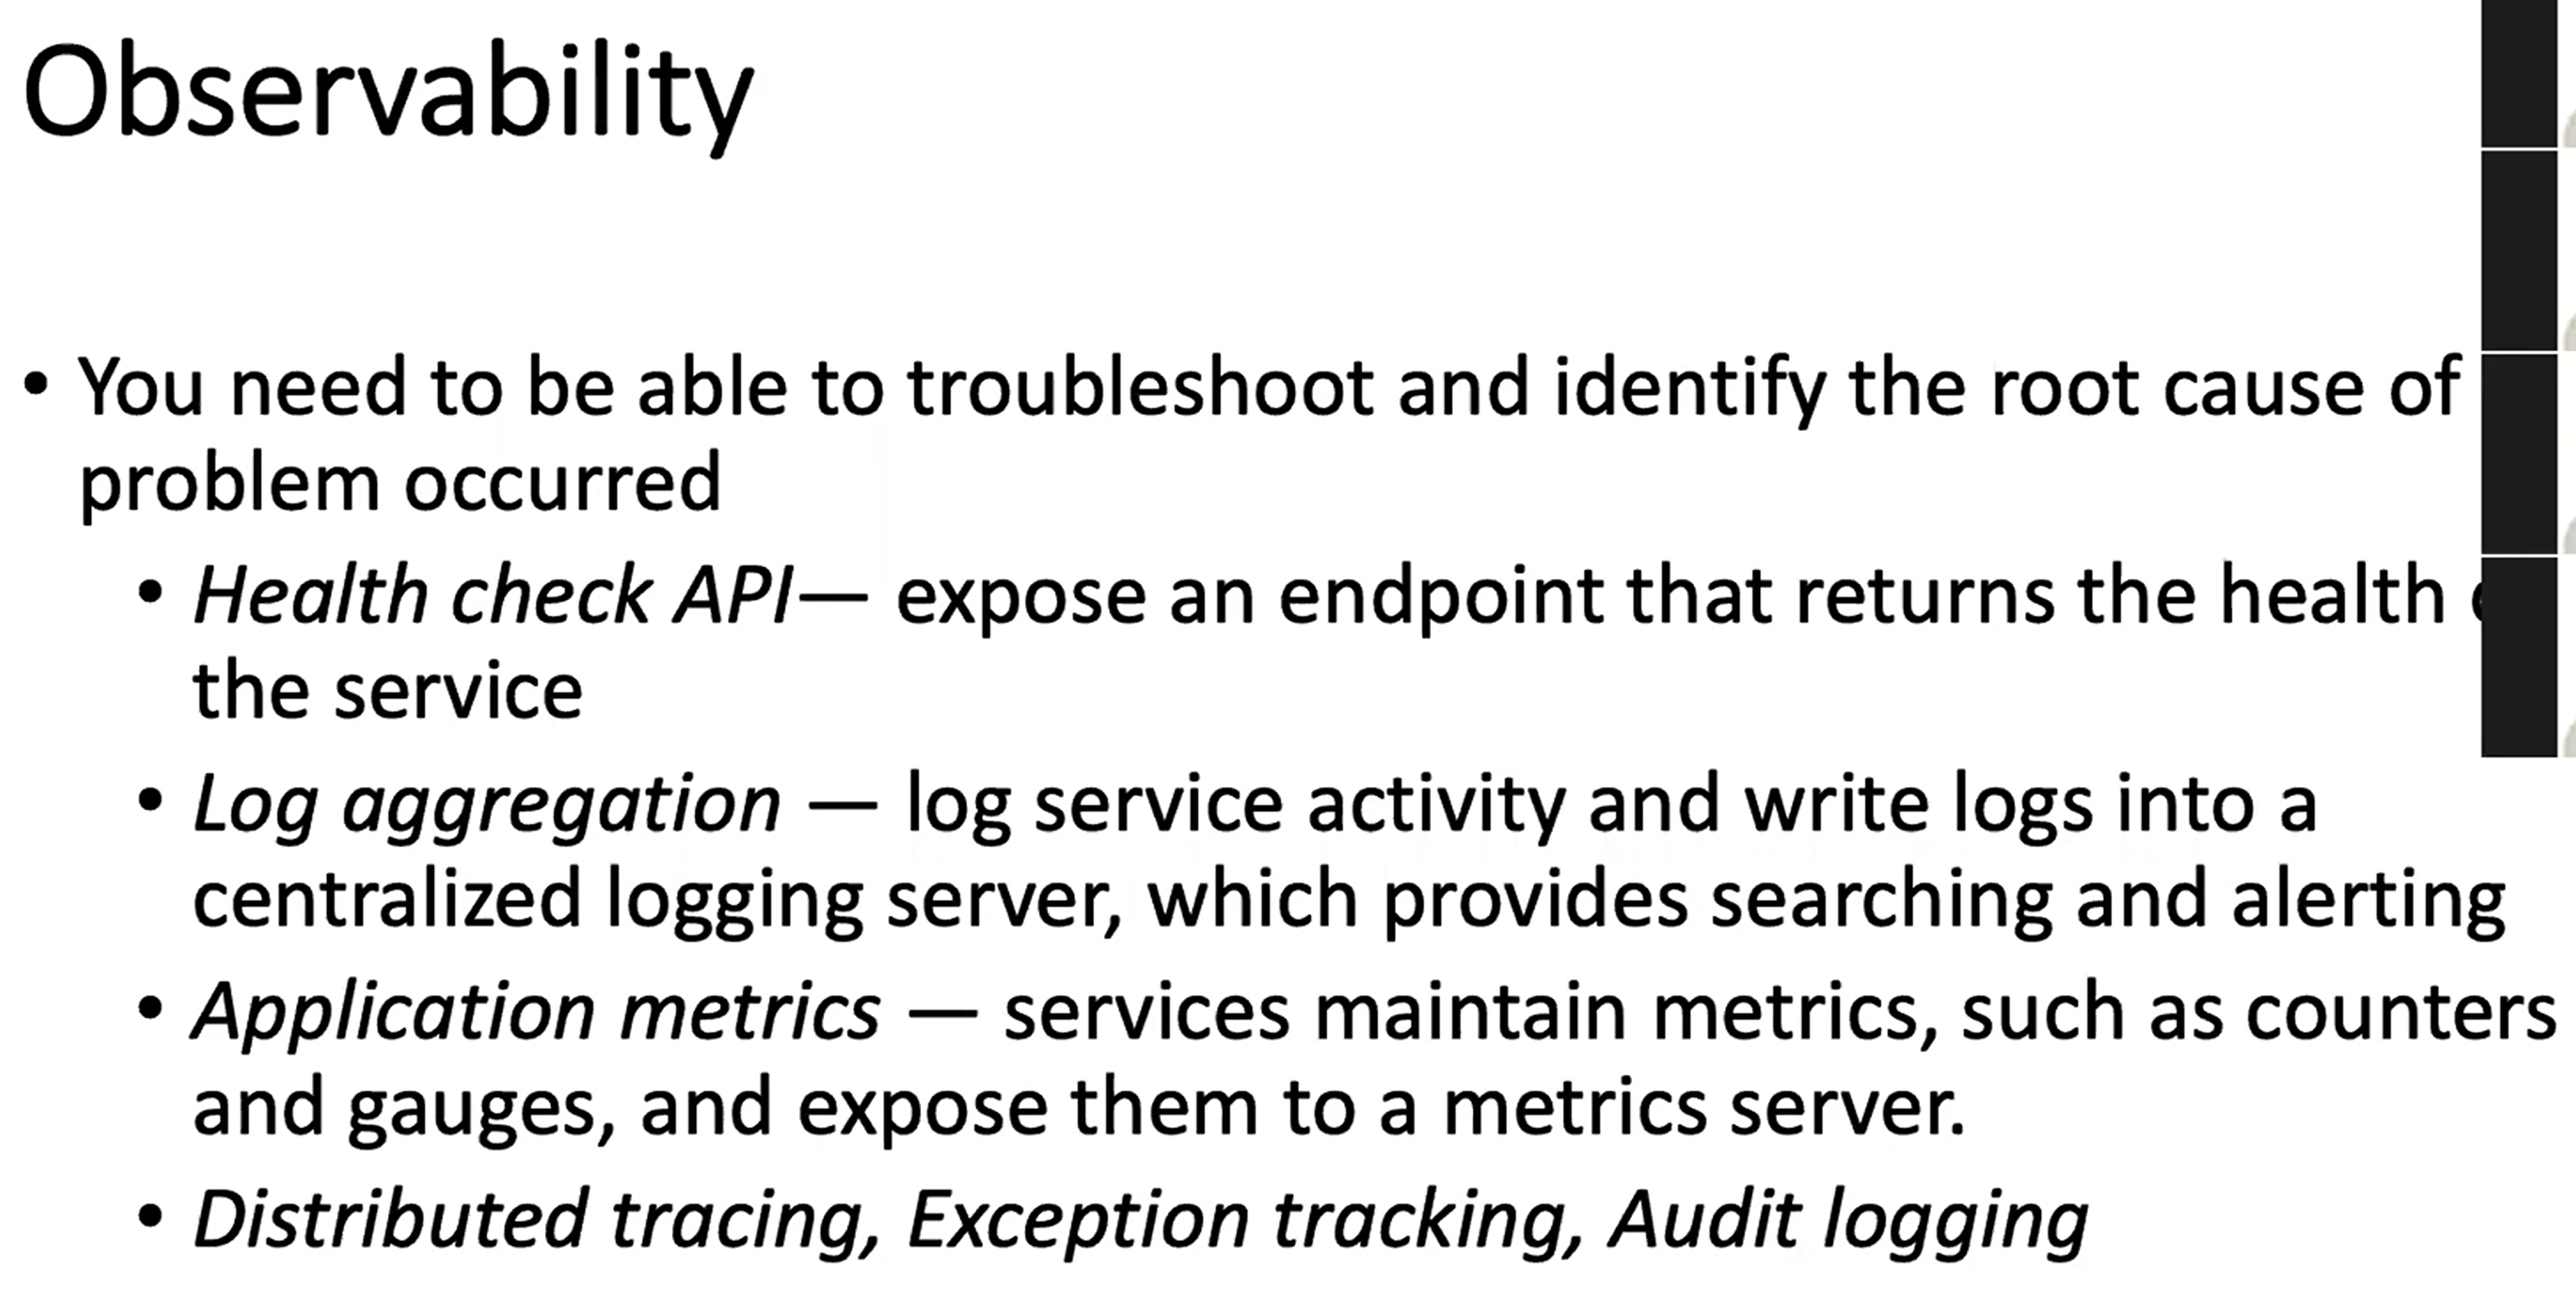 Observability
• You need to be able to troubleshoot and identify the root cause of
problem occurred
• Health check API— expose an endpoint that returns the health
the service
• Log aggregation — log service activity and write logs into a
centralized logging server, which provides searching and alerting
• Application metrics — services maintain metrics, such as counters
and gauges, and expose them to a metrics server.
• Distributed tracing, Exception tracking, Audit logging